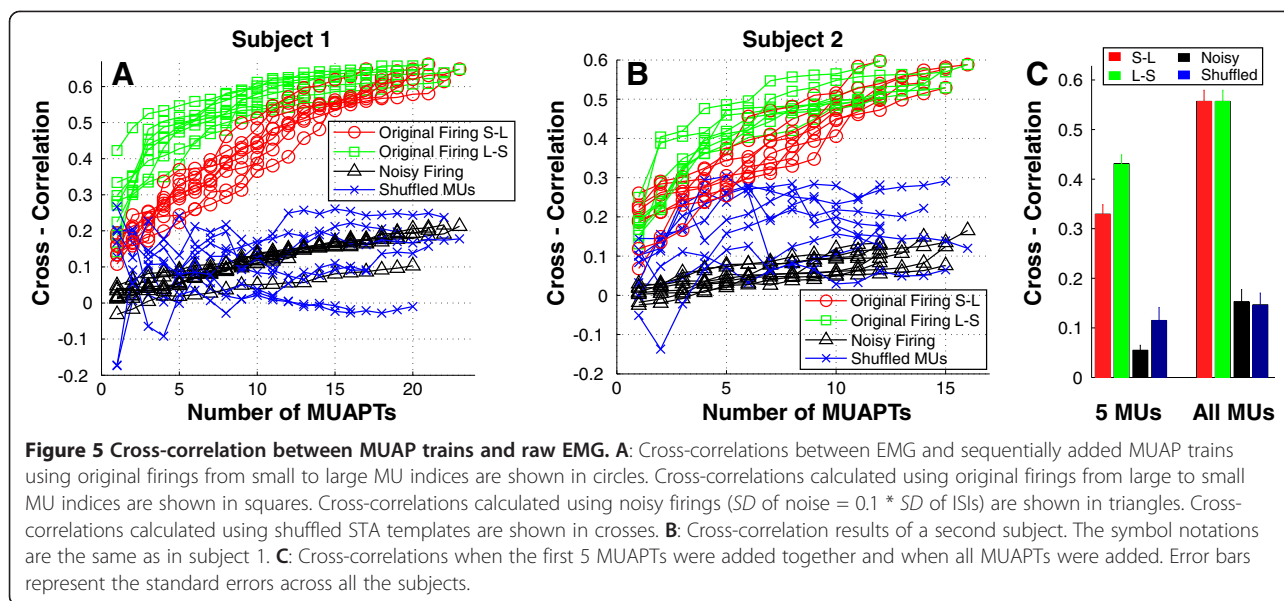 Subject 1
A
Cross - Correlation
0.6
0.5
0.4
0.3
0.2
0.1
0
-0.1
-0.2
0
5
10
15
20
Number of MUAPTs
Original Firing S-L
Original Firing L-S
Noisy Firing
Shuffled MUs
Subject 2
B
Cross - Correlation
0.6
0.5
0.4
0.3
0.2
0.1
0
-0.1
-0.2
0
5
10
15
Number of MUAPTs
Original Firing S-L
Original Firing L-S
Noisy Firing
Shuffled MUs
C
S-L
Noisy
L-S
Shuffled
Cross - Correlation
0.6
0.5
0.4
0.3
0.2
0.1
0
5 MUs
All MUs
Figure 5 Cross-correlation between MUAP trains and raw EMG. A: Cross-correlations between EMG and sequentially added MUAP trains
using original firings from small to large MU indices are shown in circles. Cross-correlations calculated using original firings from large to small
MU indices are shown in squares. Cross-correlations calculated using noisy firings (SD of noise = 0.1 * SD of ISIs) are shown in triangles. Cross-
correlations calculated using shuffled STA templates are shown in crosses. B: Cross-correlation results of a second subject. The symbol notations
are the same as in subject 1. C: Cross-correlations when the first 5 MUAPTs were added together and when all MUAPTs were added. Error bars
represent the standard errors across all the subjects.